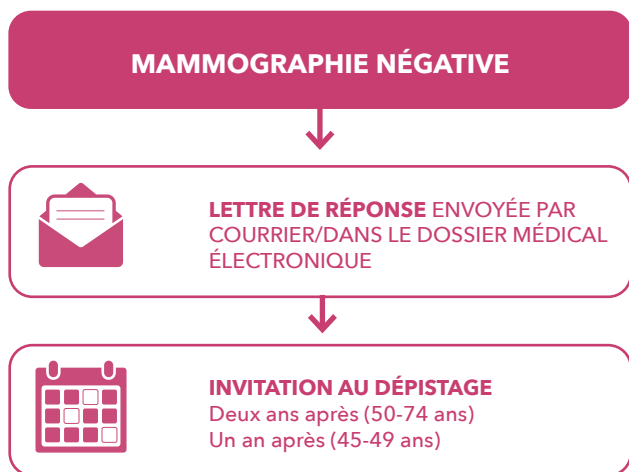 MAMMOGRAPHIE NÉGATIVE
LETTRE DE RÉPONSE ENVOYÉE PAR
COURRIER/DANS LE DOSSIER MÉDICAL
ÉLECTRONIQUE
INVITATION AU DÉPISTAGE
Deux ans après (50-74 ans)
Un an après (45-49 ans)